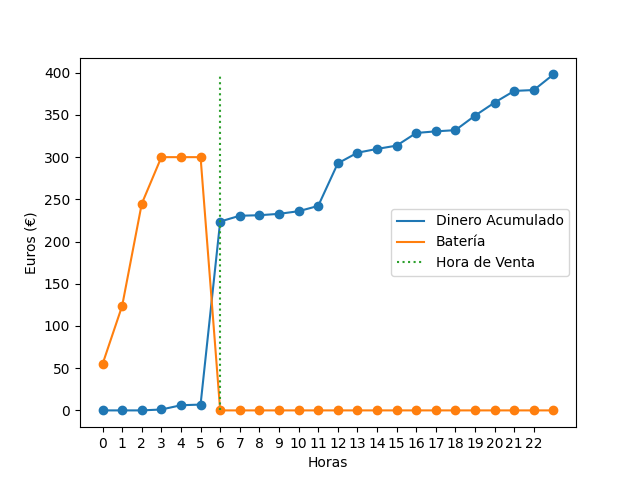 400
350
300
250
200
150
100
50
0
Euros (€)
Dinero Acumulado
Batería
Hora de Venta
0 1 2 3 4 5 6 7 8 9 10 11 12 13 14 15 16 17 18 19 20 21 22
Horas